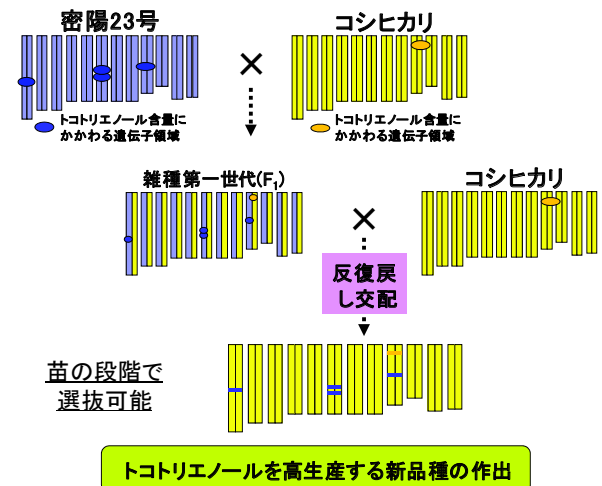 密陽23号
コシヒカリ
×
トコトリエノール含量に
かかわる遺伝子領域
トコトリエノール含量に
かかわる遺伝子領域
雑種第一世代(F₁)
コシヒカリ
×
反復戻
し交配
苗の段階で
選抜可能
トコトリエノールを高生産する新品種の作出